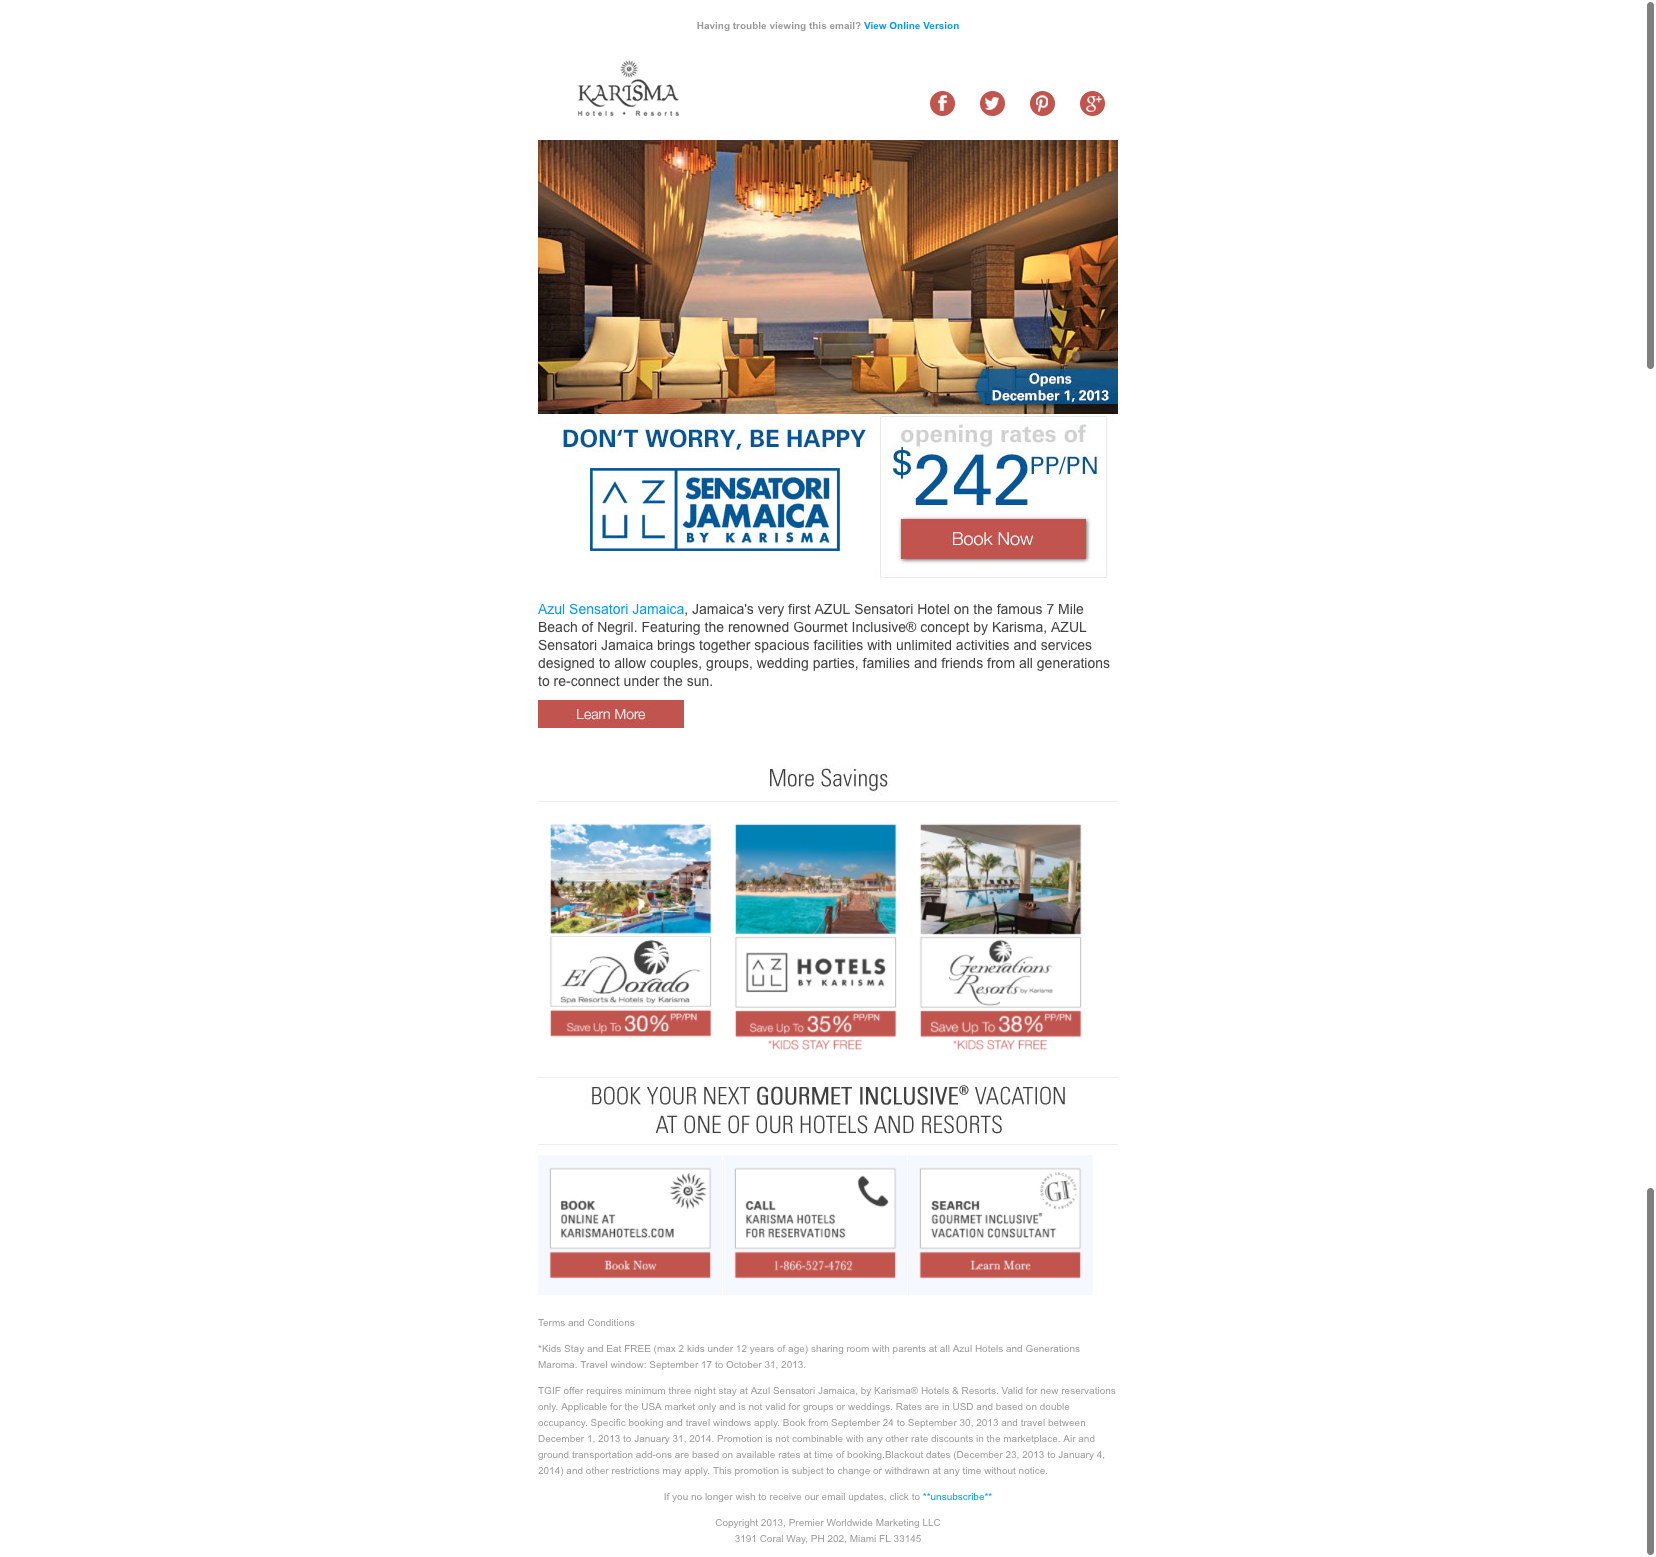 Having trouble viewing this email? View Online Version
KARISMA
Hotels + Resorts
Opens
December 1, 2013
DON'T WORRY, BE HAPPY
AZUL
SENSATORI
JAMAICA
BY KARISMA
opening rates of
$242 PP/PN
Book Now
Azul Sensatori Jamaica, Jamaica's very first AZUL Sensatori Hotel on the famous 7 Mile
Beach of Negril. Featuring the renowned Gourmet Inclusive® concept by Karisma, AZUL
Sensatori Jamaica brings together spacious facilities with unlimited activities and services
designed to allow couples, groups, wedding parties, families and friends from all generations
to re-connect under the sun.
Learn More
More Savings
El Dorado
Spa Resorts & Hotels by Karisma
Save Up To 30% PP/PN
AZUL HOTELS
BY KARISMA
Save Up To 35% PP/PN
*KIDS STAY FREE
Generations
Resorts by Karisma
Save Up To 38% PP/PN
*KIDS STAY FREE
BOOK YOUR NEXT GOURMET INCLUSIVE® VACATION
AT ONE OF OUR HOTELS AND RESORTS
BOOK
ONLINE AT
KARISMAHOTELS.COM
Book Now
CALL
KARISMA HOTELS
FOR RESERVATIONS
1-866-527-4762
GOURMET INCLUSIVE
GI
BY KARISMA
SEARCH
GOURMET INCLUSIVE®
VACATION CONSULTANT
Learn More
Terms and Conditions
*Kids Stay and Eat FREE (max 2 kids under 12 years of age) sharing room with parents at all Azul Hotels and Generations
Maroma. Travel window: September 17 to October 31, 2013.
TGIF offer requires minimum three night stay at Azul Sensatori Jamaica, by Karisma® Hotels & Resorts. Valid for new reservations
only. Applicable for the USA market only and is not valid for groups or weddings. Rates are in USD and based on double
occupancy. Specific booking and travel windows apply. Book from September 24 to September 30, 2013 and travel between
December 1, 2013 to January 31, 2014. Promotion is not combinable with any other rate discounts in the marketplace. Air and
ground transportation add-ons are based on available rates at time of booking.Blackout dates (December 23, 2013 to January 4,
2014) and other restrictions may apply. This promotion is subject to change or withdrawn at any time without notice.
If you no longer wish to receive our email updates, click to **unsubscribe**
Copyright 2013, Premier Worldwide Marketing LLC
3191 Coral Way, PH 202, Miami FL 33145